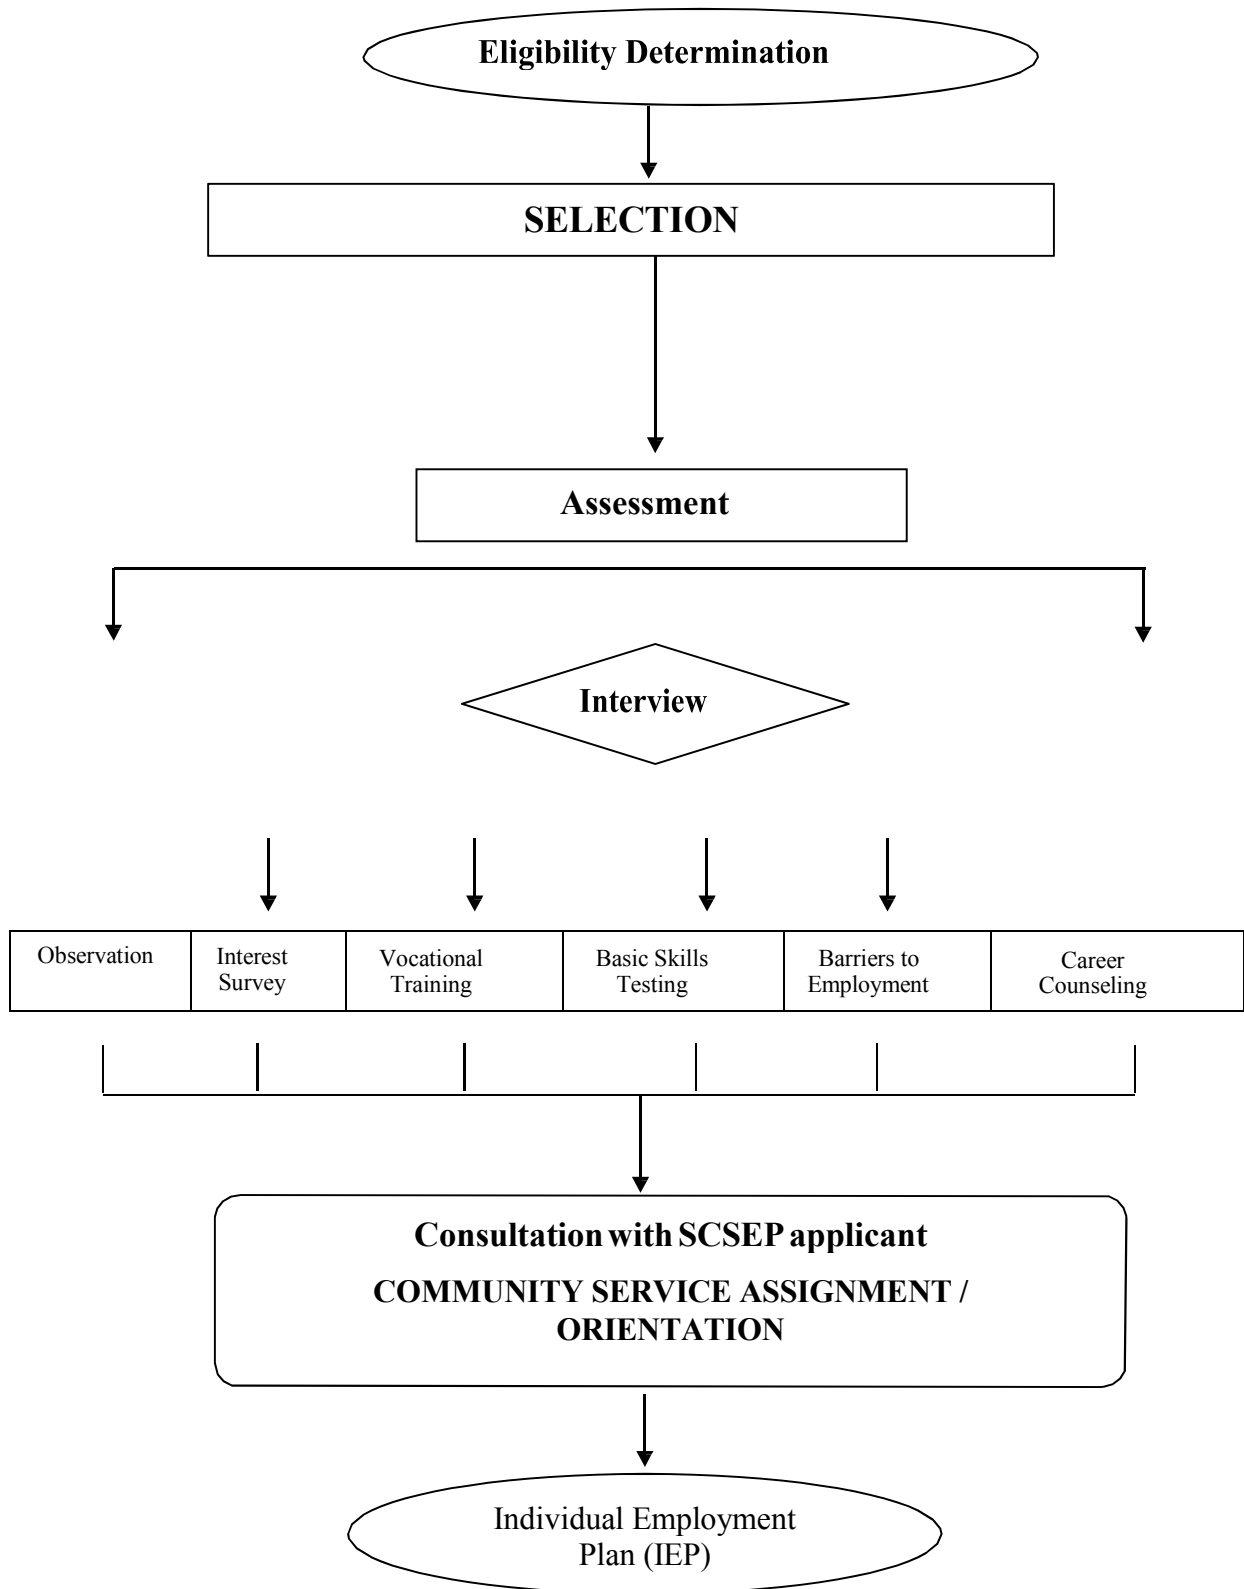 Eligibility Determination
SELECTION
Assessment
Interview
Observation
Interest
Survey
Vocational
Training
Basic Skills
Testing
Barriers to
Employment
Career
Counseling
Consultation with SCSEP applicant
COMMUNITY SERVICE ASSIGNMENT /
ORIENTATION
Individual Employment
Plan (IEP)